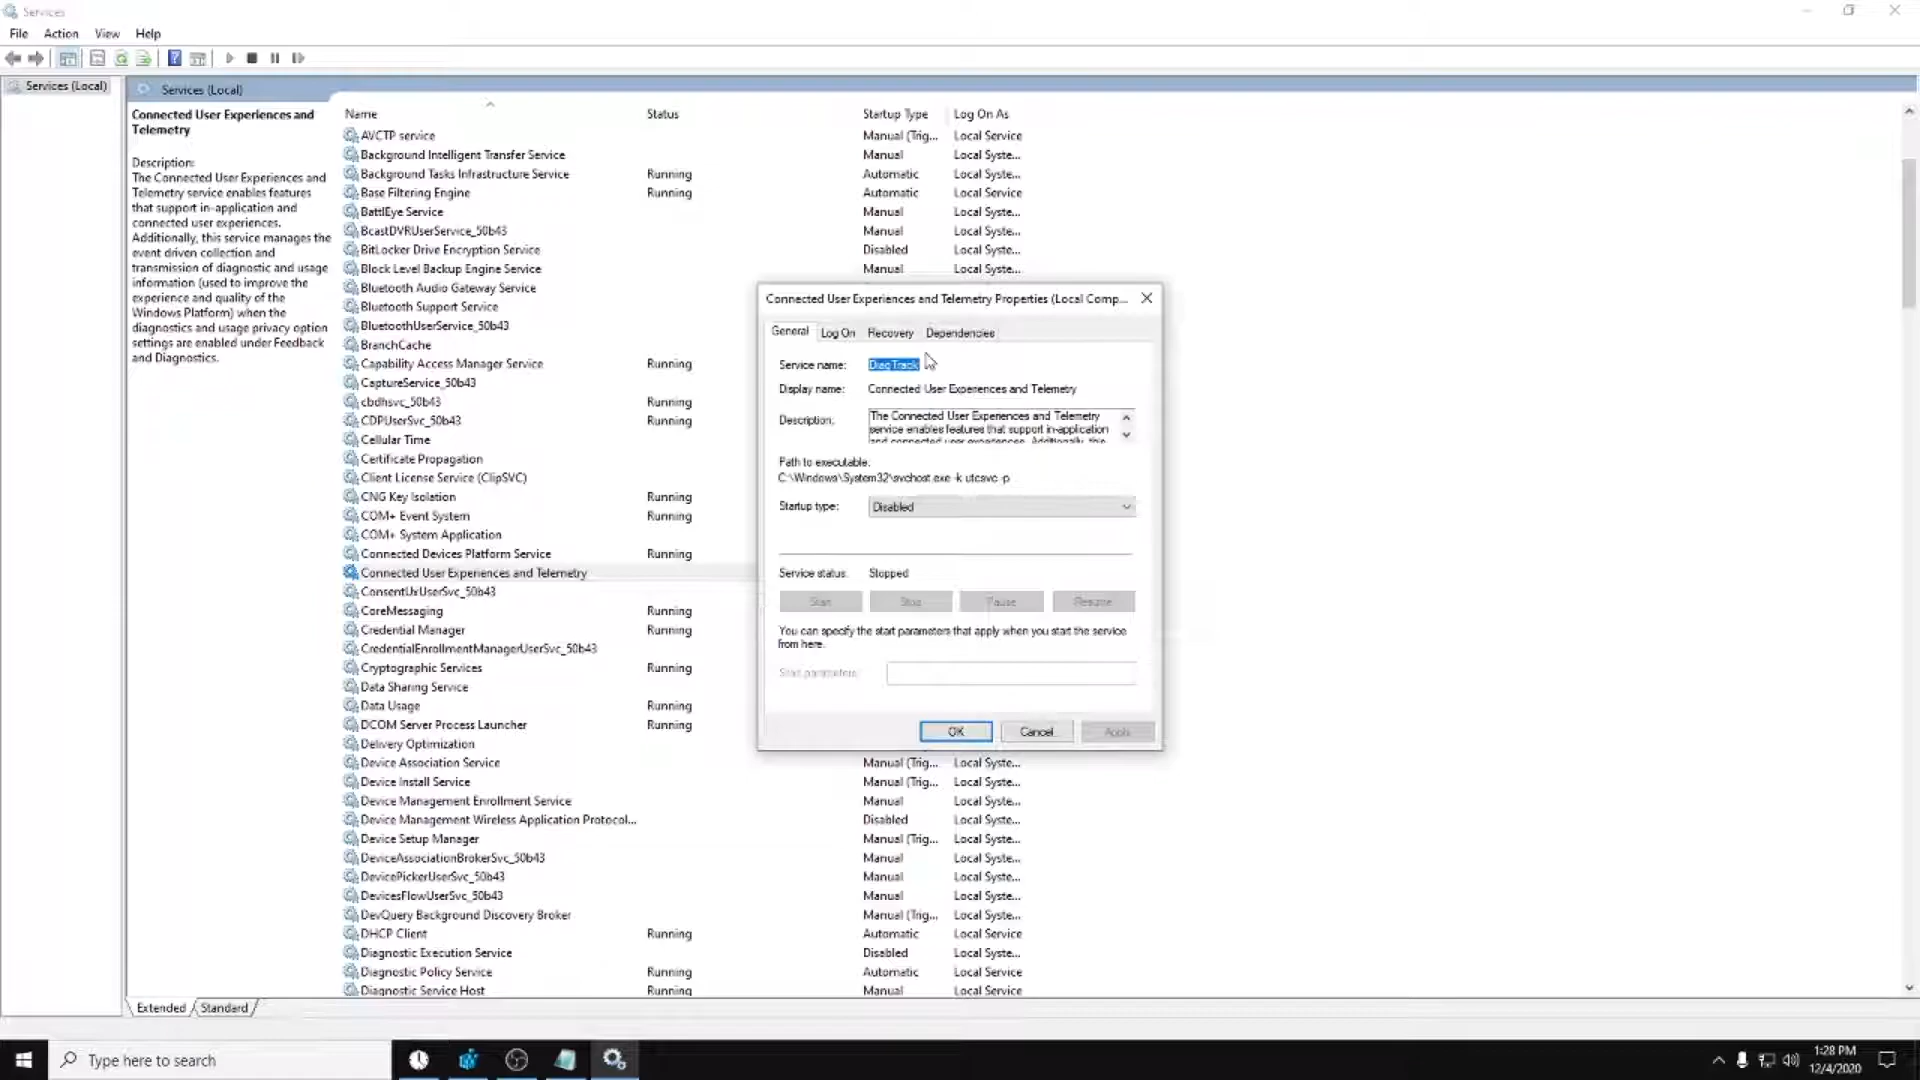 Services
File Action View Help
Services (Local)
Services (Local)
Connected User Experiences and
Telemetry
Description:
The Connected User Experiences and
Telemetry service enables features
that support in-application and
connected user experiences.
Additionally, this service manages the
event driven collection and
transmission of diagnostic and usage
information (used to improve the
experience and quality of the
Windows Platform) when the
diagnostics and usage privacy option
settings are enabled under Feedback
and Diagnostics.
Name Status Startup Type Log On As
AVCTP service Manual (Trig... Local Service
Background Intelligent Transfer Service Manual Local Syste...
Background Tasks Infrastructure Service Running Automatic Local Syste...
Base Filtering Engine Running Automatic Local Service
BattlEye Service Manual Local Syste...
BcastDVRUserService_50b43 Manual Local Syste...
BitLocker Drive Encryption Service Disabled Local Syste...
Block Level Backup Engine Service Manual Local Syste...
Bluetooth Audio Gateway Service
Bluetooth Support Service
BluetoothUserService_50b43
BranchCache
Capability Access Manager Service Running
CaptureService_50b43
cbdhsvc_50b43 Running
CDPUserSvc_50b43 Running
Cellular Time
Certificate Propagation
Client License Service (ClipSVC)
CNG Key Isolation Running
COM+ Event System Running
COM+ System Application
Connected Devices Platform Service Running
Connected User Experiences and Telemetry
ConsentUxUserSvc_50b43
CoreMessaging Running
Credential Manager Running
CredentialEnrollmentManagerUserSvc_50b43
Cryptographic Services Running
Data Sharing Service
Data Usage Running
DCOM Server Process Launcher Running
Delivery Optimization
Device Association Service Manual (Trig... Local Syste...
Device Install Service Manual (Trig... Local Syste...
Device Management Enrollment Service Manual Local Syste...
Device Management Wireless Application Protocol... Disabled Local Syste...
Device Setup Manager Manual (Trig... Local Syste...
DeviceAssociationBrokerSvc_50b43 Manual Local Syste...
DevicePickerUserSvc_50b43 Manual Local Syste...
DevicesFlowUserSvc_50b43 Manual Local Syste...
DevQuery Background Discovery Broker Manual (Trig... Local Syste...
DHCP Client Running Automatic Local Service
Diagnostic Execution Service Disabled Local Syste...
Diagnostic Policy Service Running Automatic Local Service
Diagnostic Service Host Running Manual Local Service
Connected User Experiences and Telemetry Properties (Local Comp...
General Log On Recovery Dependencies
Service name: DiagTrack
Display name: Connected User Experiences and Telemetry
Description: The Connected User Experiences and Telemetry
service enables features that support in-application
and connected user experiences. Additionally, this
Path to executable:
C:\Windows\System32\svchost.exe -k utcsvc -p
Startup type: Disabled
Service status: Stopped
Start Stop Pause Resume
You can specify the start parameters that apply when you start the service
from here.
Start parameters:
OK Cancel Apply
Extended Standard
Type here to search
1:28 PM
12/4/2020